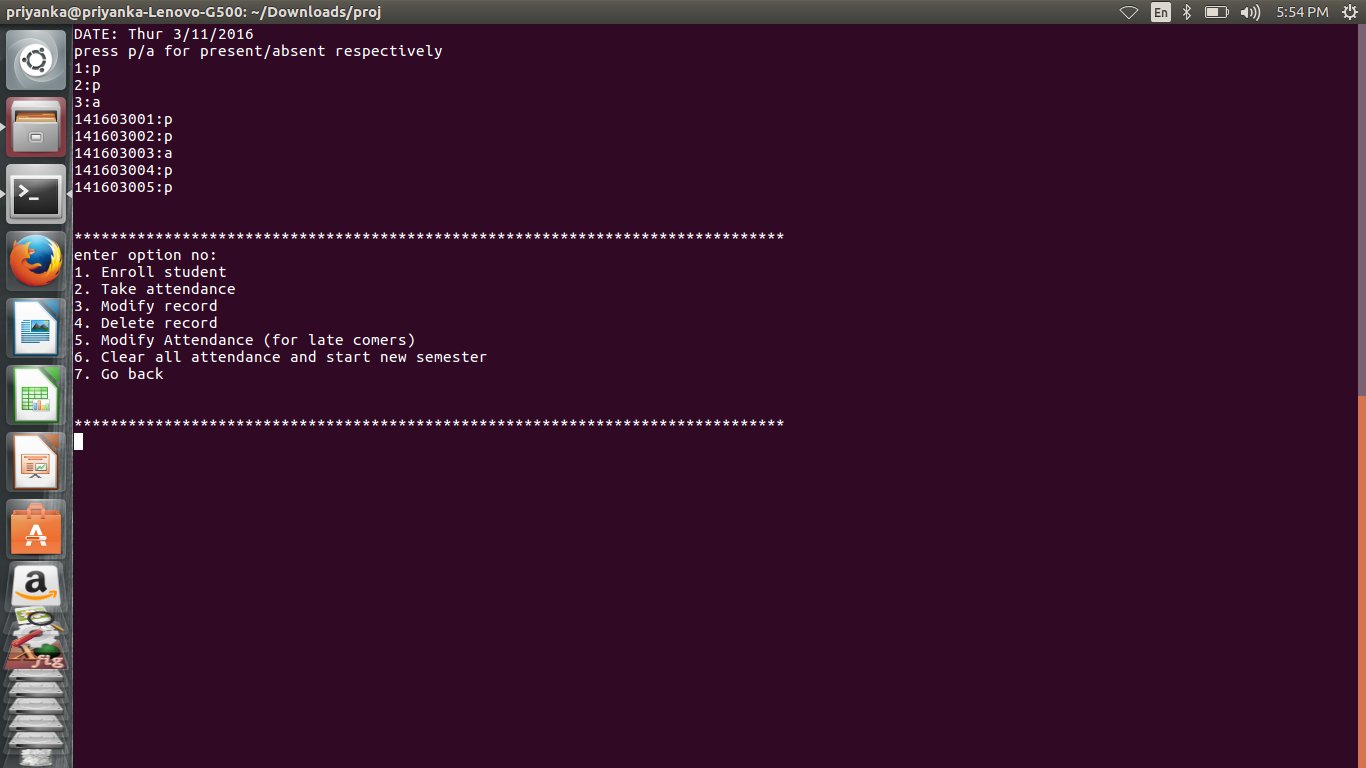 priyanka@priyanka-Lenovo-G500: ~/Downloads/proj
En
5:54 PM
DATE: Thur 3/11/2016
press p/a for present/absent respectively
1:p
2:p
3:a
141603001:p
141603002:p
141603003:a
141603004:p
141603005:p
*******************************************************************************
enter option no:
1. Enroll student
2. Take attendance
3. Modify record
4. Delete record
5. Modify Attendance (for late comers)
6. Clear all attendance and start new semester
7. Go back
*******************************************************************************
>_
A
a
fig